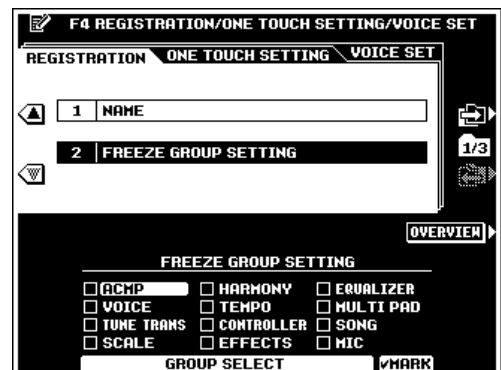 F4 REGISTRATION/ONE TOUCH SETTING/VOICE SET
REGISTRATION ONE TOUCH SETTING VOICE SET
1 NAME
1/3
2 FREEZE GROUP SETTING
OVERVIEW
FREEZE GROUP SETTING
ACMP HARMONY EQUALIZER
VOICE TEMPO MULTI PAD
TUNE TRANS CONTROLLER SONG
SCALE EFFECTS MIC
GROUP SELECT MARK